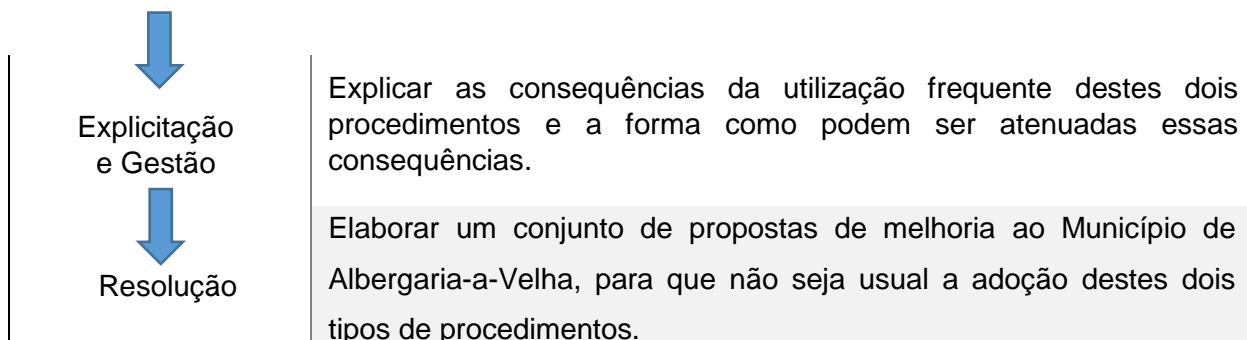 Explicitação
e Gestão
Explicar as consequências da utilização frequente destes dois
procedimentos e a forma como podem ser atenuadas essas
consequências.
Resolução
Elaborar um conjunto de propostas de melhoria ao Município de
Albergaria-a-Velha, para que não seja usual a adoção destes dois
tipos de procedimentos.